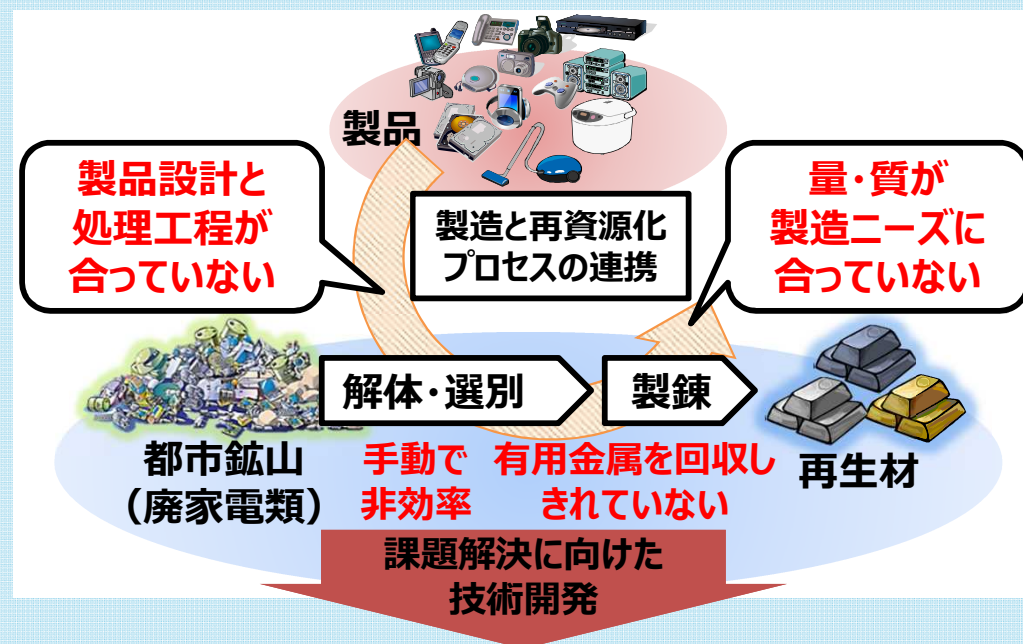 製品
製品設計と
処理工程が
合っていない
製造と再資源化
プロセスの連携
量・質が
製造ニーズに
合っていない
解体・選別
製錬
都市鉱山
（廃家電類）
手動で
非効率
有用金属を回収し
きれていない
再生材
課題解決に向けた
技術開発